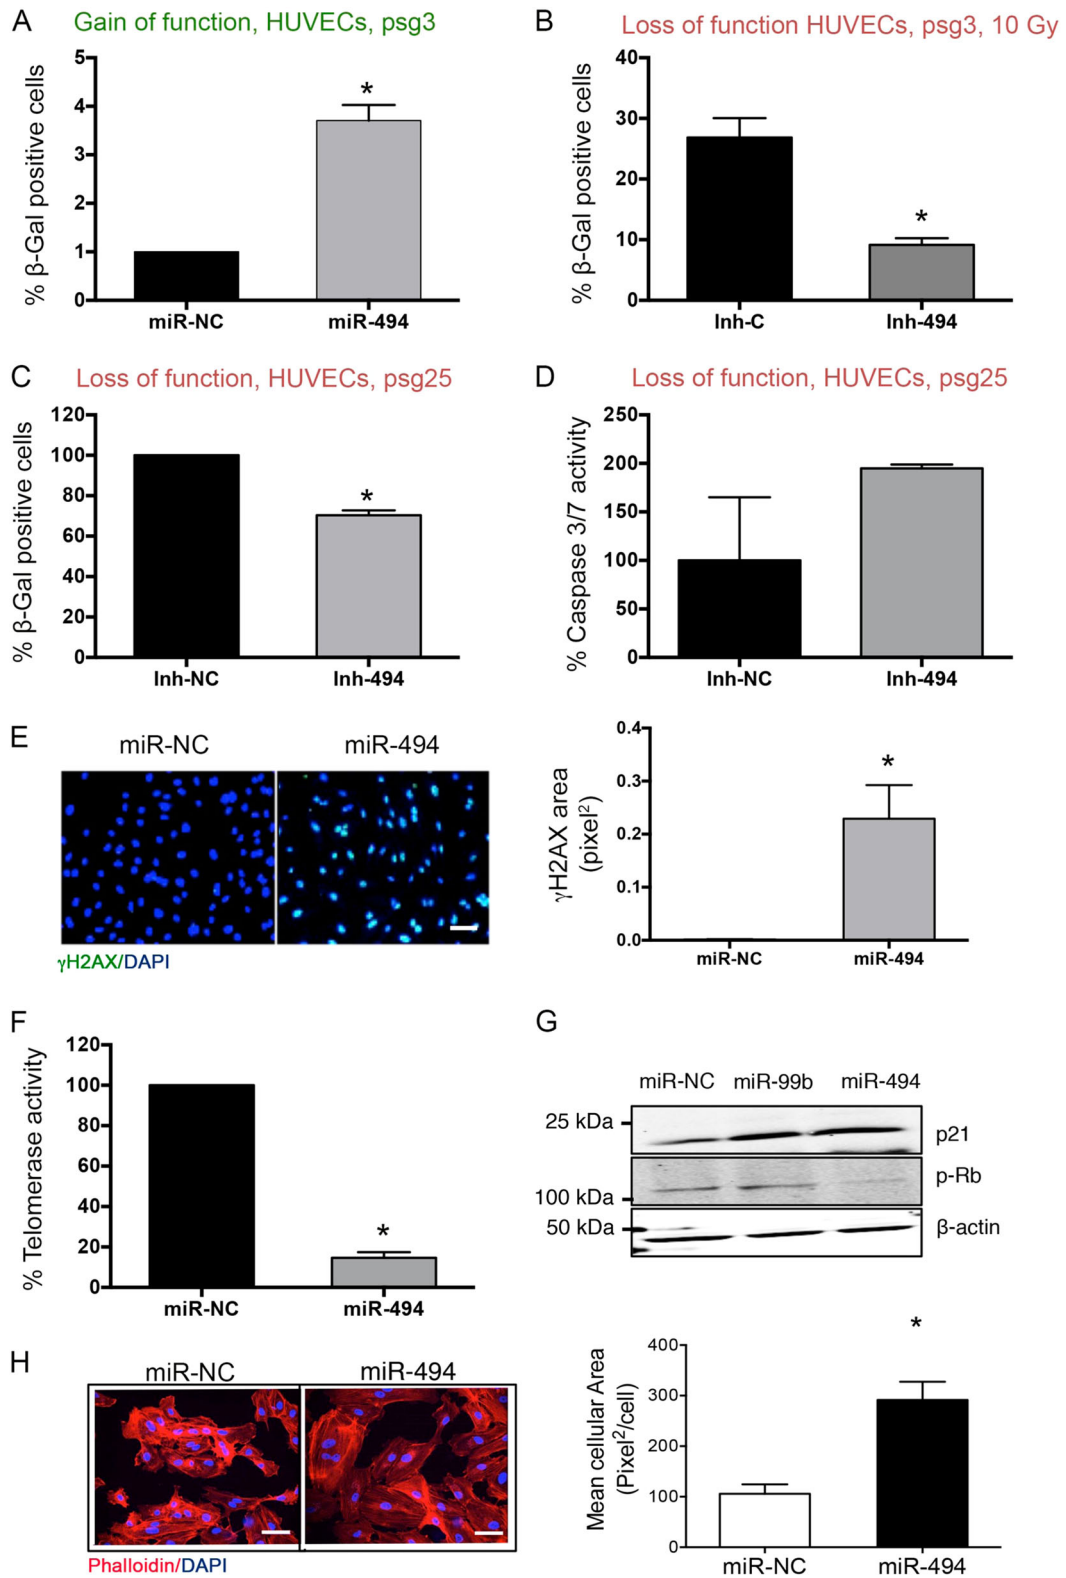 A
Gain of function, HUVECs, psg3
% β-Gal positive cells
5
4
3
2
1
0
*
miR-NC
miR-494
B
Loss of function HUVECs, psg3, 10 Gy
% β-Gal positive cells
40
30
20
10
0
*
Inh-C
Inh-494
C
Loss of function, HUVECs, psg25
% β-Gal positive cells
120
100
80
60
40
20
0
*
Inh-NC
Inh-494
D
Loss of function, HUVECs, psg25
% Caspase 3/7 activity
250
200
150
100
50
0
Inh-NC
Inh-494
E
miR-NC
miR-494
γH2AX/DAPI
γH2AX area
(pixel²)
0.4
0.3
0.2
0.1
0.0
*
miR-NC
miR-494
F
% Telomerase activity
120
100
80
60
40
20
0
*
miR-NC
miR-494
G
miR-NC miR-99b miR-494
25 kDa
p21
p-Rb
100 kDa
50 kDa
β-actin
H
miR-NC
miR-494
Phalloidin/DAPI
Mean cellular Area
(Pixel²/cell)
400
300
200
100
0
*
miR-NC
miR-494